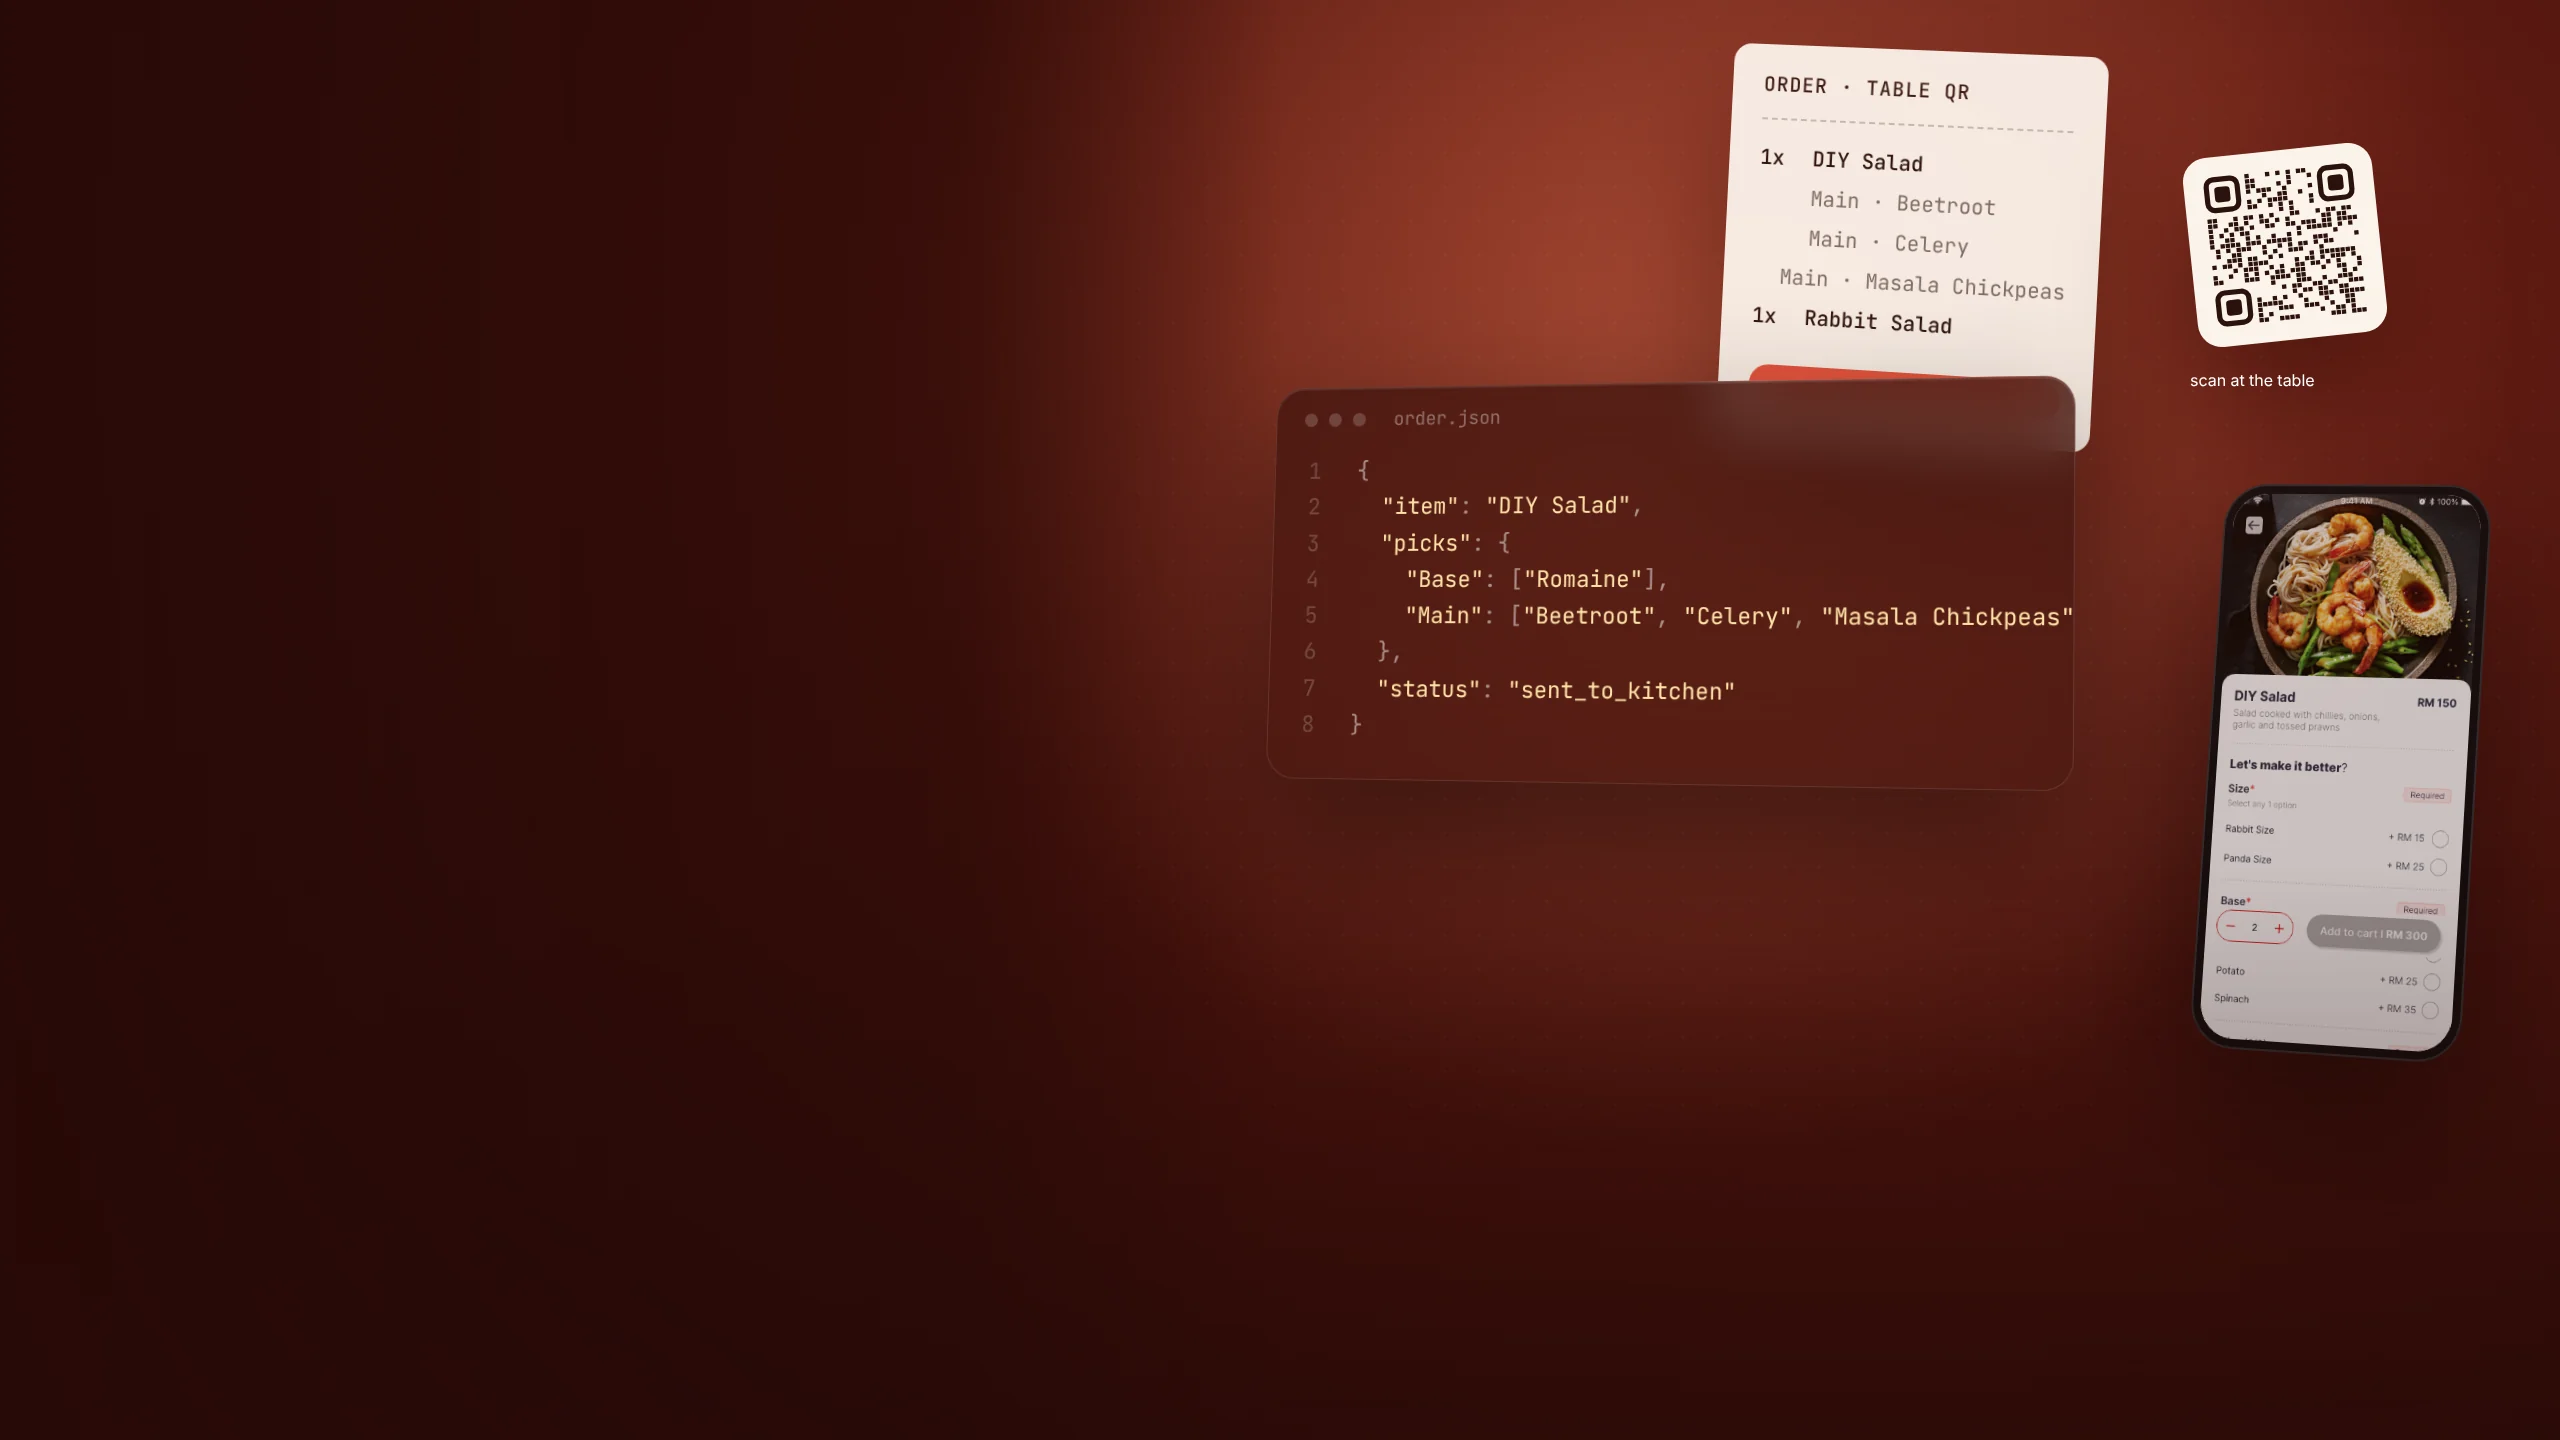 ORDER · TABLE QR
1x DIY Salad
Main · Beetroot
Main · Celery
Main · Masala Chickpeas
1x Rabbit Salad
scan at the table
order.json
1 {
2 "item": "DIY Salad",
3 "picks": {
4 "Base": ["Romaine"],
5 "Main": ["Beetroot", "Celery", "Masala Chickpeas"
6 },
7 "status": "sent_to_kitchen"
8 }
9:41 AM
100%
DIY Salad RM 150
Salad cooked with chillies, onions,
garlic and tossed prawns
Let's make it better?
Size* Required
Select any 1 option
Rabbit Size + RM 15
Panda Size + RM 25
Base* Required
− 2 + Add to cart | RM 300
Potato + RM 25
Spinach + RM 35